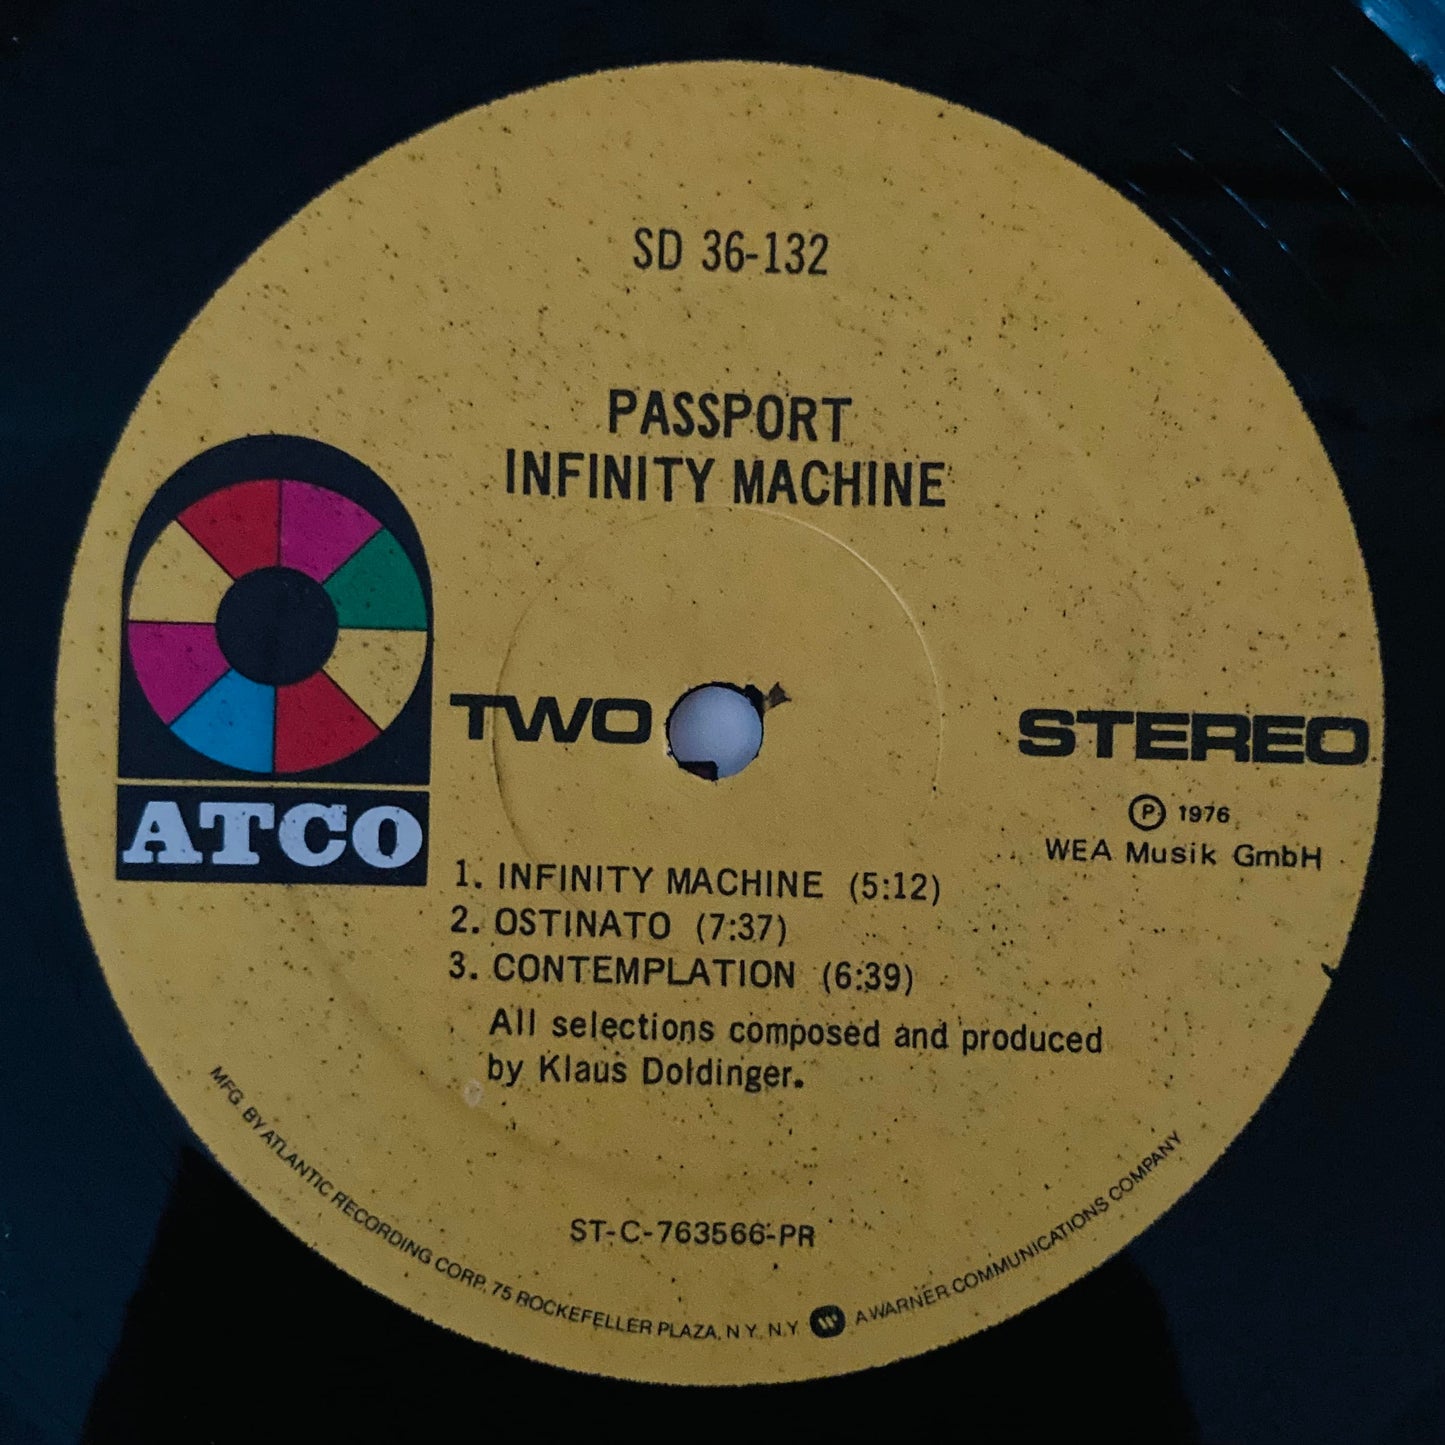 SD 36-132
PASSPORT
INFINITY MACHINE
ATCO
TWO
STEREO
Ⓟ 1976
WEA Musik GmbH
1. INFINITY MACHINE (5:12)
2. OSTINATO (7:37)
3. CONTEMPLATION (6:39)
All selections composed and produced
by Klaus Doldinger.
ST-C-763566-PR
MFG. BY ATLANTIC RECORDING CORP., 75 ROCKEFELLER PLAZA, N.Y., N.Y. W A WARNER COMMUNICATIONS COMPANY